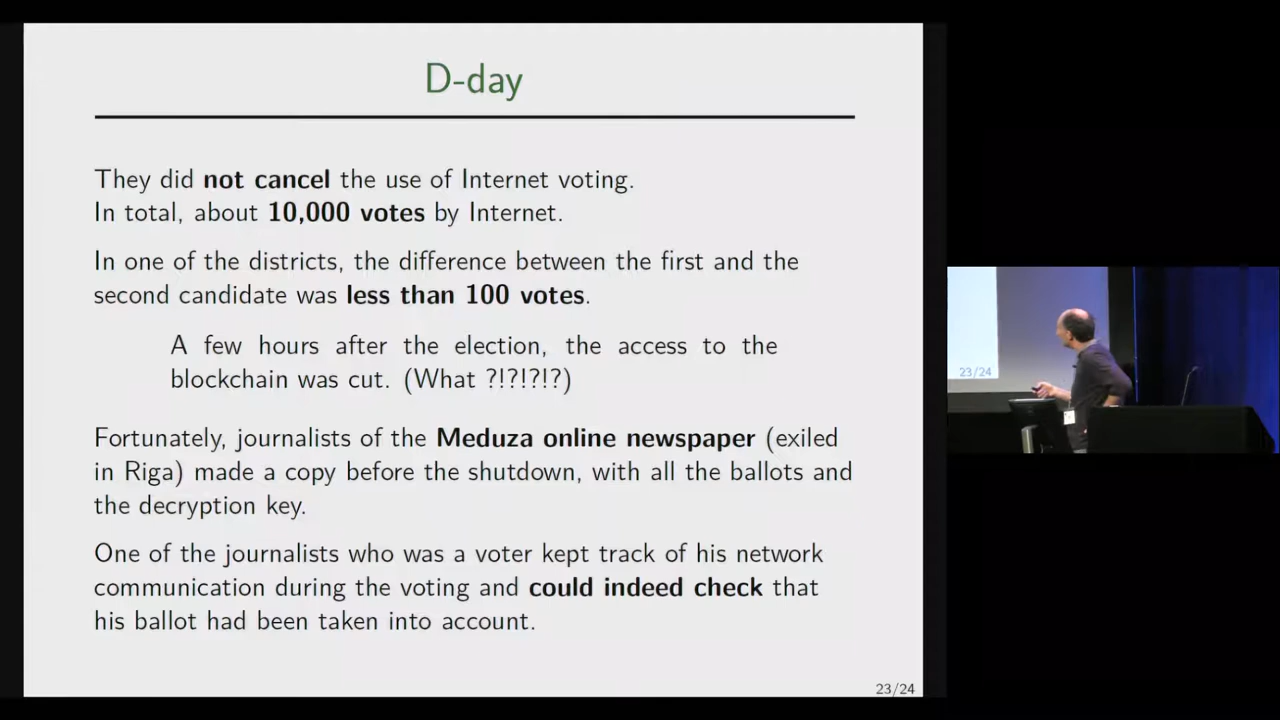 D-day
They did not cancel the use of Internet voting.
In total, about 10,000 votes by Internet.
In one of the districts, the difference between the first and the
second candidate was less than 100 votes.
A few hours after the election, the access to the
blockchain was cut. (What ?!?!?!?)
Fortunately, journalists of the Meduza online newspaper (exiled
in Riga) made a copy before the shutdown, with all the ballots and
the decryption key.
One of the journalists who was a voter kept track of his network
communication during the voting and could indeed check that
his ballot had been taken into account.
23/24
23/24